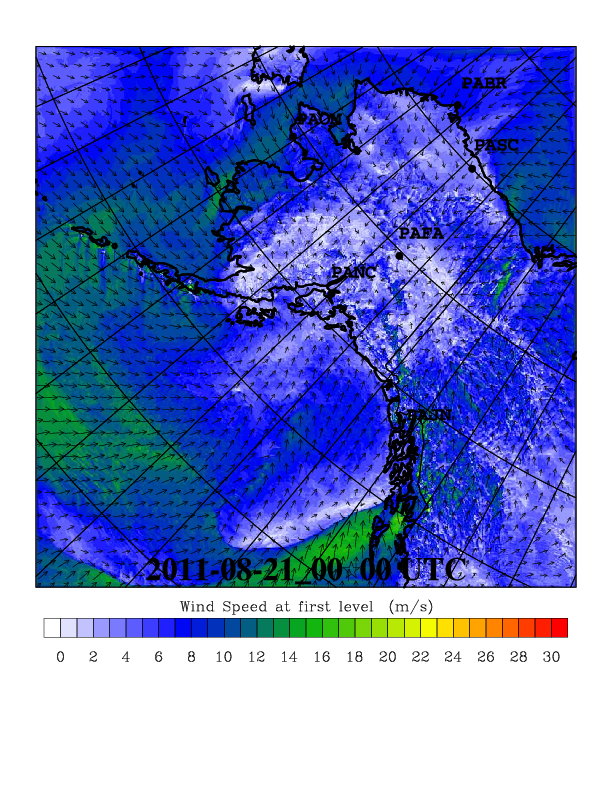 PABR
PAOM
PASC
PAFA
PANC
PAJN
2011-08-21_00 00 UTC
Wind Speed at first level (m/s)
0 2 4 6 8 10 12 14 16 18 20 22 24 26 28 30